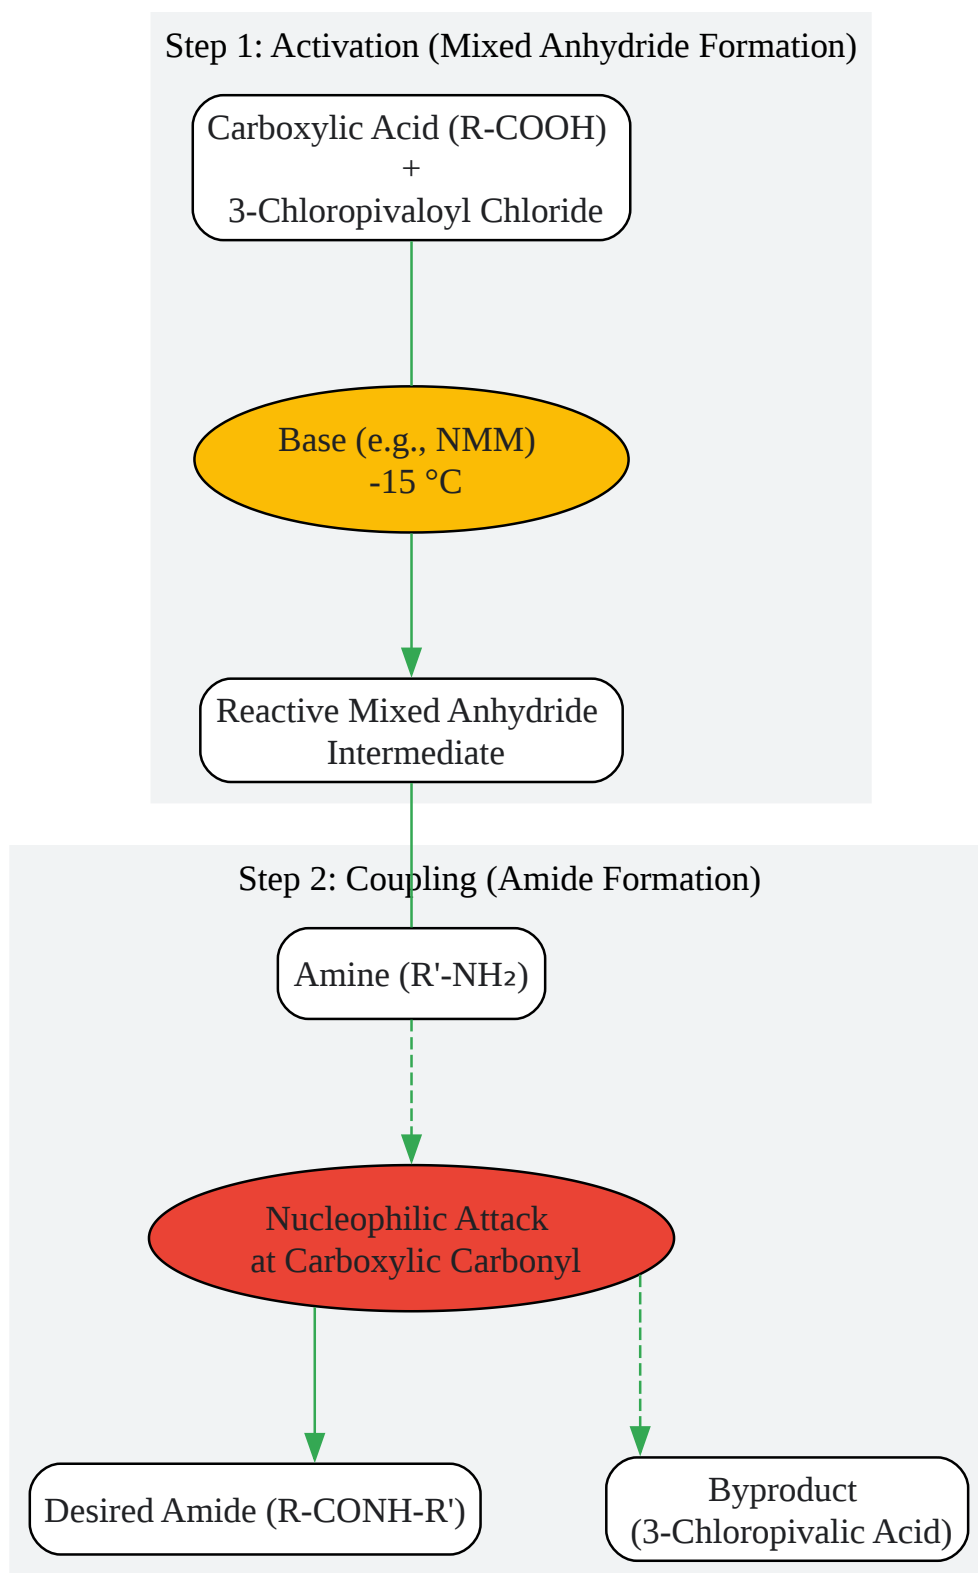 Step 1: Activation (Mixed Anhydride Formation)
Carboxylic Acid (R-COOH)
+
3-Chloropivaloyl Chloride
Base (e.g., NMM)
-15 °C
Reactive Mixed Anhydride
Intermediate
Step 2: Coupling (Amide Formation)
Amine (R'-NH₂)
Nucleophilic Attack
at Carboxylic Carbonyl
Desired Amide (R-CONH-R')
Byproduct
(3-Chloropivalic Acid)